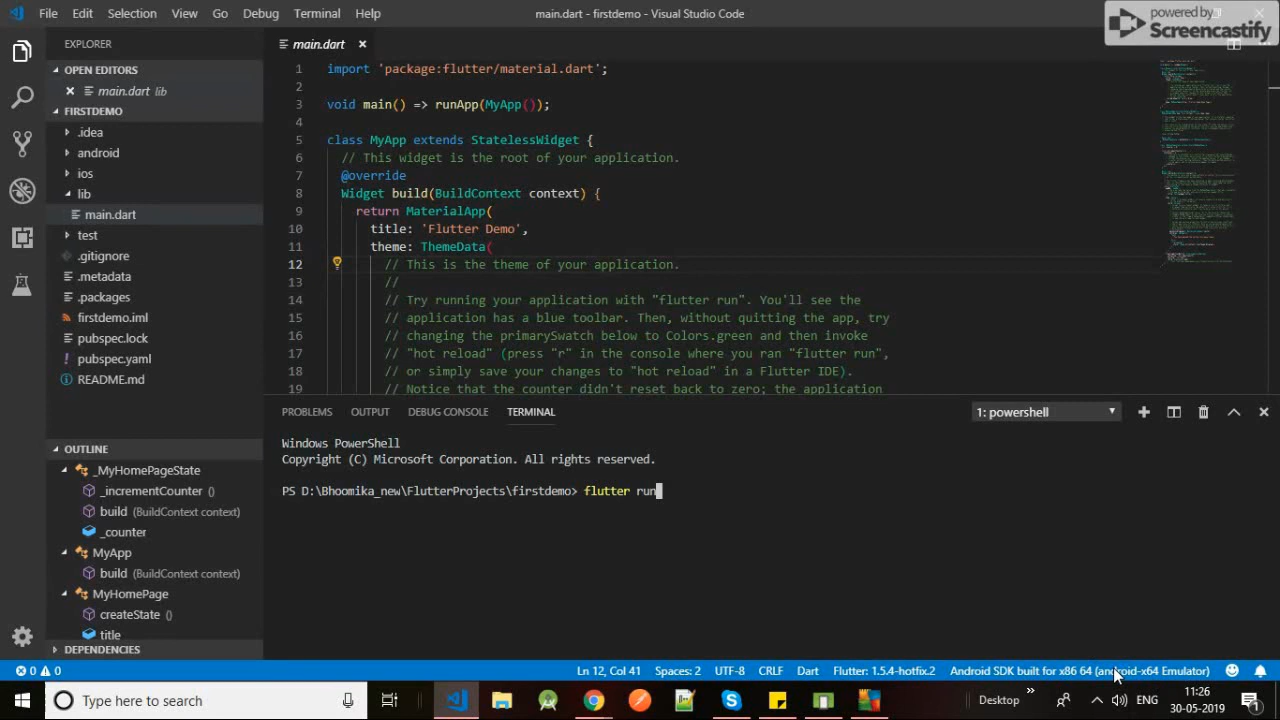 File Edit Selection View Go Debug Terminal Help
main.dart - firstdemo - Visual Studio Code
powered by
Screencastify
EXPLORER
OPEN EDITORS
main.dart lib
FIRSTDEMO
.idea
android
ios
lib
main.dart
test
.gitignore
.metadata
.packages
firstdemo.iml
pubspec.lock
pubspec.yaml
README.md
OUTLINE
_MyHomePageState
_incrementCounter ()
build (BuildContext context)
_counter
MyApp
build (BuildContext context)
MyHomePage
createState ()
title
DEPENDENCIES
main.dart
1 import 'package:flutter/material.dart';
2
3 void main() => runApp(MyApp());
4
5 class MyApp extends StatelessWidget {
6 // This widget is the root of your application.
7 @override
8 Widget build(BuildContext context) {
9 return MaterialApp(
10 title: 'Flutter Demo',
11 theme: ThemeData(
12 // This is the theme of your application.
13 //
14 // Try running your application with "flutter run". You'll see the
15 // application has a blue toolbar. Then, without quitting the app, try
16 // changing the primarySwatch below to Colors.green and then invoke
17 // "hot reload" (press "r" in the console where you ran "flutter run",
18 // or simply save your changes to "hot reload" in a Flutter IDE).
19 // Notice that the counter didn't reset back to zero; the application
PROBLEMS OUTPUT DEBUG CONSOLE TERMINAL
1: powershell
Windows PowerShell
Copyright (C) Microsoft Corporation. All rights reserved.
PS D:\Bhoomika_new\FlutterProjects\firstdemo> flutter run
0 0
Ln 12, Col 41 Spaces: 2 UTF-8 CRLF Dart Flutter: 1.5.4-hotfix.2 Android SDK built for x86 64 (android-x64 Emulator)
Type here to search
Desktop
ENG
11:26
30-05-2019
1